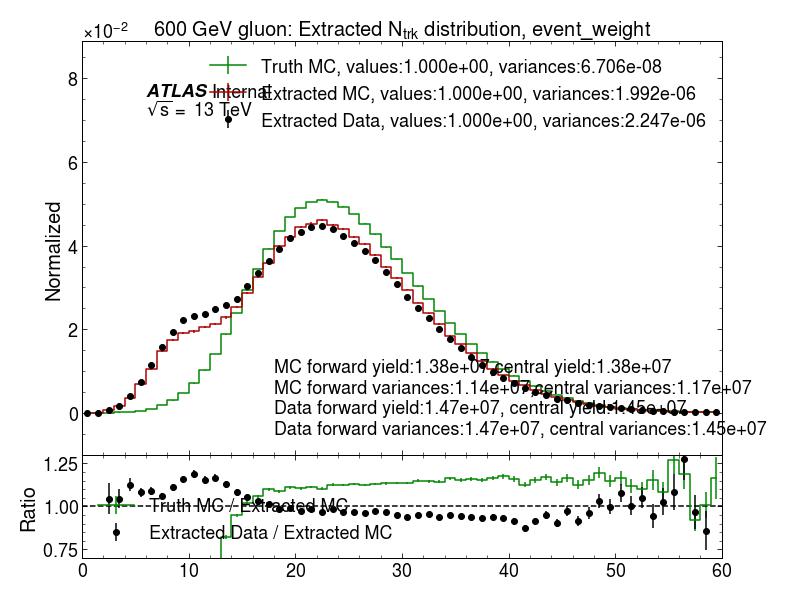 ×10⁻² 600 GeV gluon: Extracted Nₜᵣₖ distribution, event_weight
Truth MC, values:1.000e+00, variances:6.706e-08
ATLAS Internal
Extracted MC, values:1.000e+00, variances:1.992e-06
√s = 13 TeV
Extracted Data, values:1.000e+00, variances:2.247e-06
8
6
4
2
0
Normalized
MC forward yield:1.38e+07, central yield:1.38e+07
MC forward variances:1.14e+07, central variances:1.17e+07
Data forward yield:1.47e+07, central yield:1.45e+07
Data forward variances:1.47e+07, central variances:1.45e+07
1.25
1.00
0.75
Ratio
Truth MC / Extracted MC
Extracted Data / Extracted MC
0 10 20 30 40 50 60